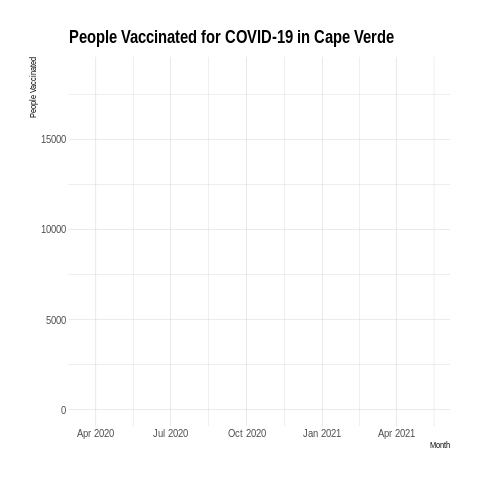 People Vaccinated for COVID-19 in Cape Verde
People Vaccinated
15000
10000
5000
0
Apr 2020 Jul 2020 Oct 2020 Jan 2021 Apr 2021
Month